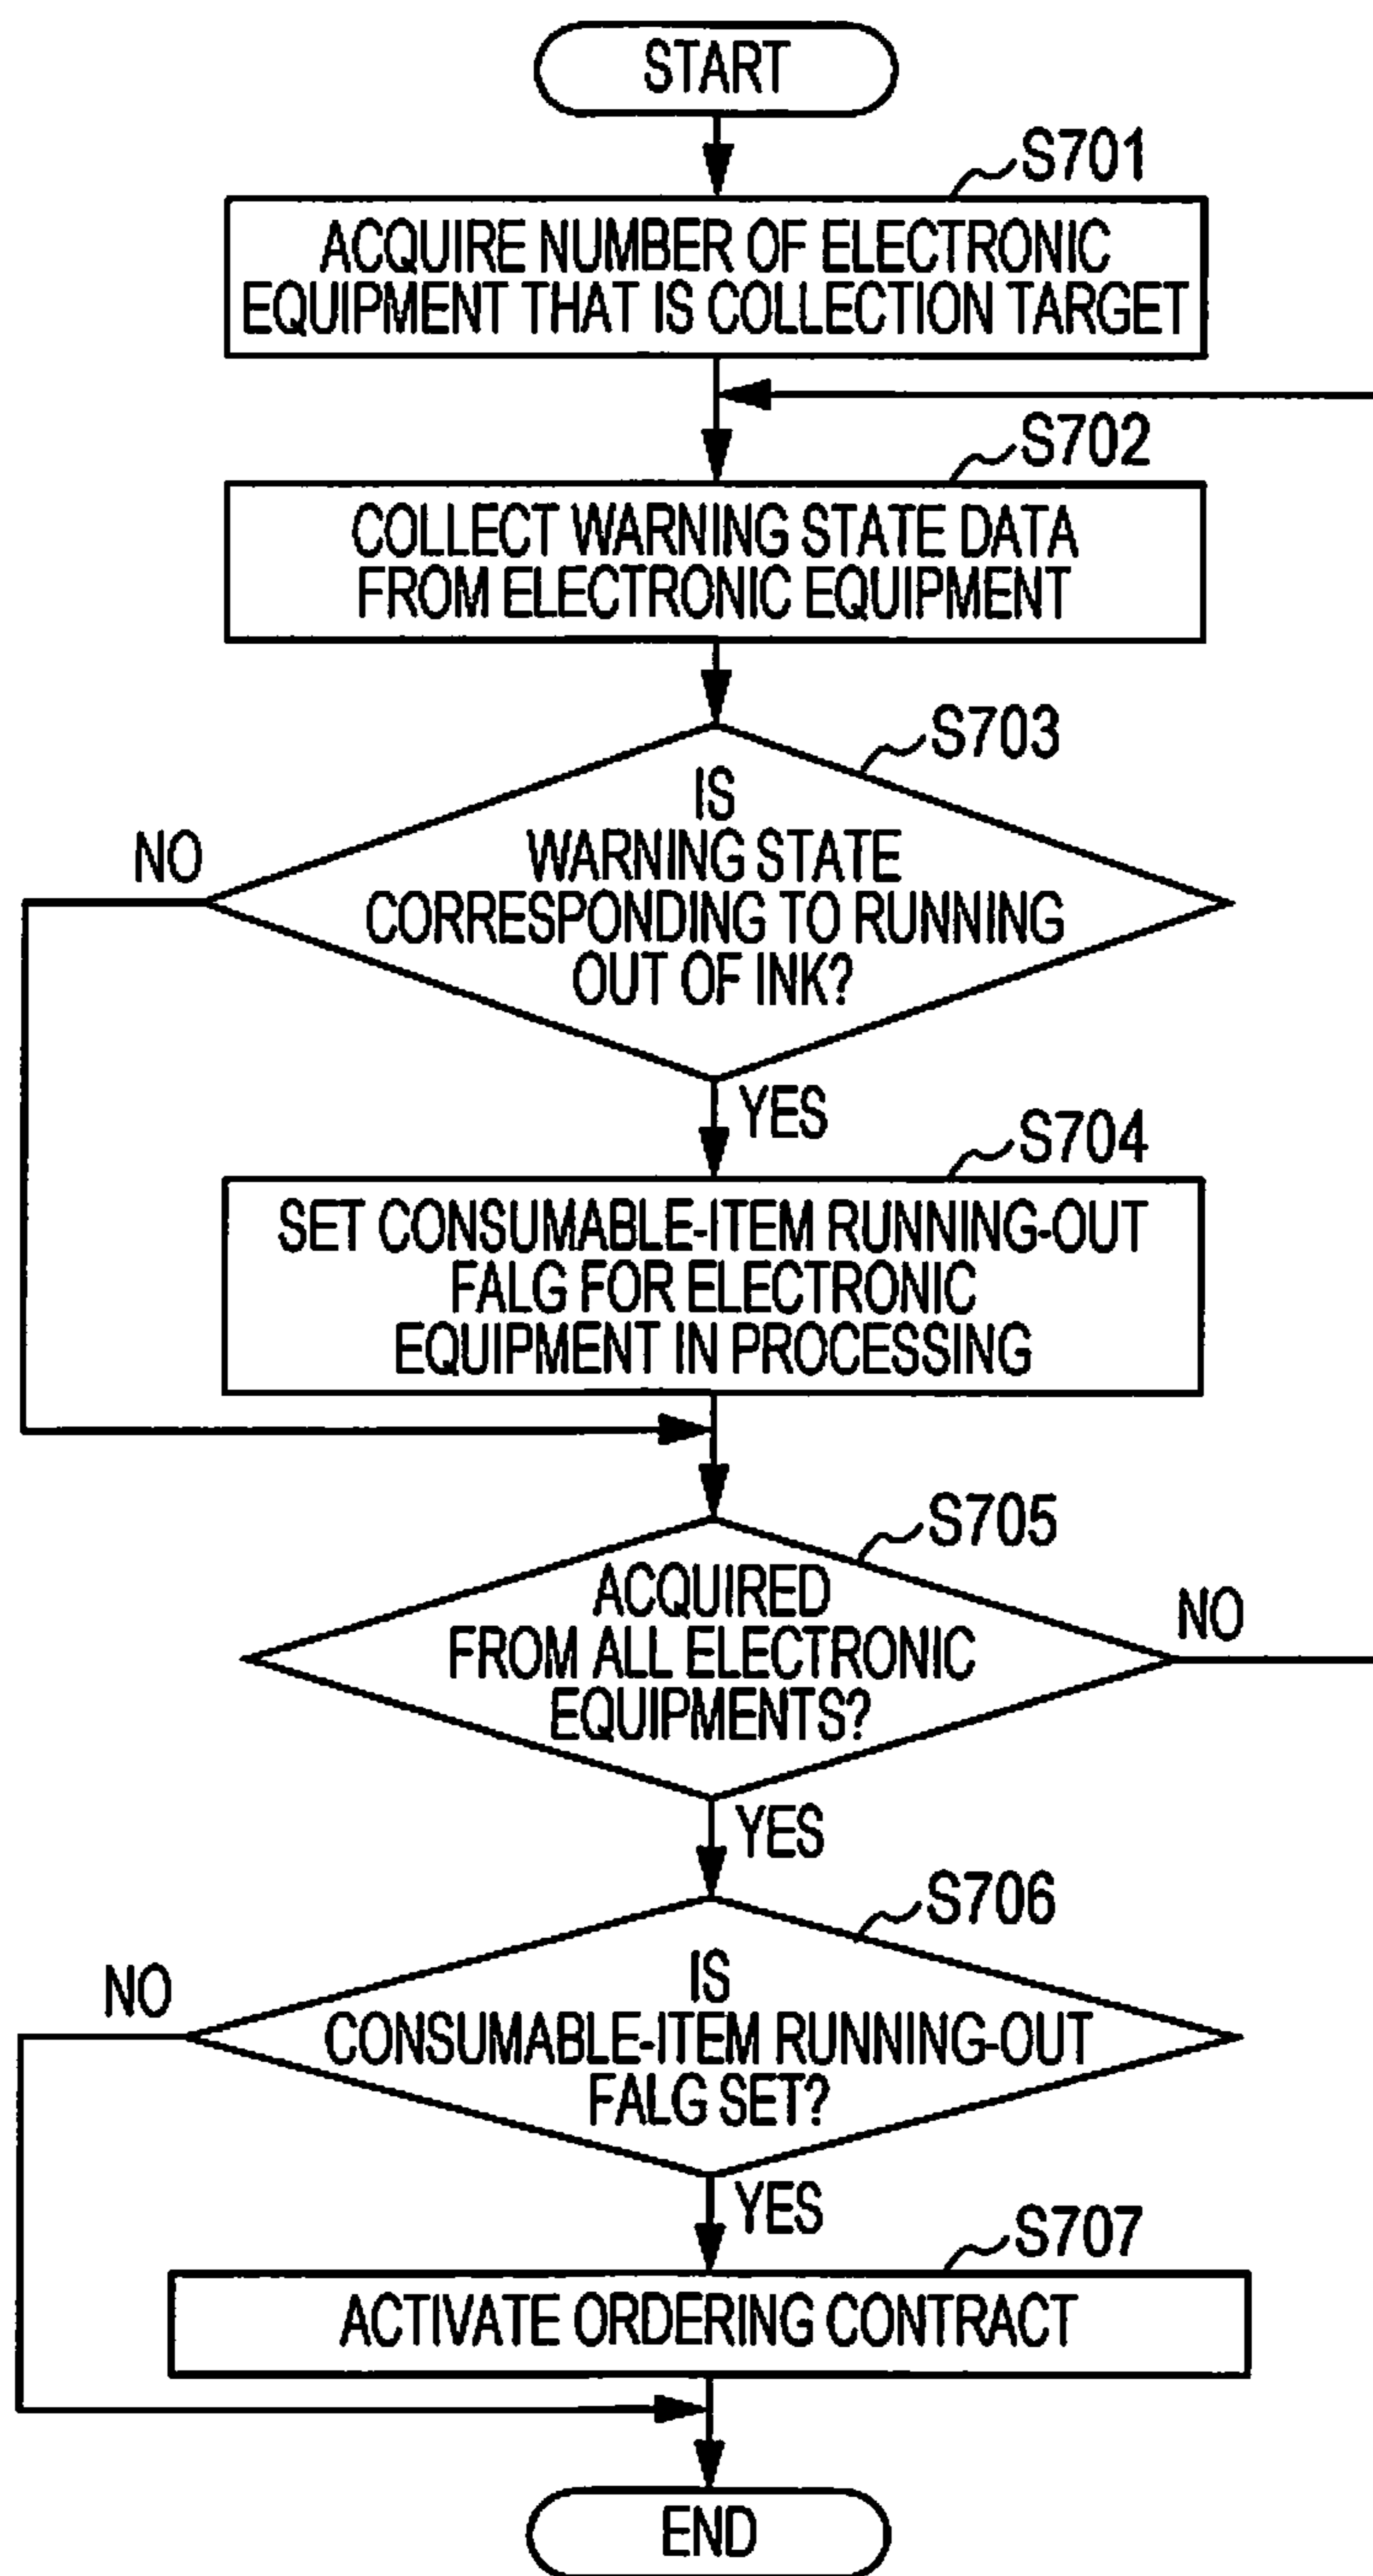 START
S701
ACQUIRE NUMBER OF ELECTRONIC
EQUIPMENT THAT IS COLLECTION TARGET
S702
COLLECT WARNING STATE DATA
FROM ELECTRONIC EQUIPMENT
S703
IS
WARNING STATE
CORRESPONDING TO RUNNING
OUT OF INK?
NO
YES
S704
SET CONSUMABLE-ITEM RUNNING-OUT
FALG FOR ELECTRONIC
EQUIPMENT IN PROCESSING
S705
ACQUIRED
FROM ALL ELECTRONIC
EQUIPMENTS?
NO
YES
S706
IS
CONSUMABLE-ITEM RUNNING-OUT
FALG SET?
NO
YES
S707
ACTIVATE ORDERING CONTRACT
END